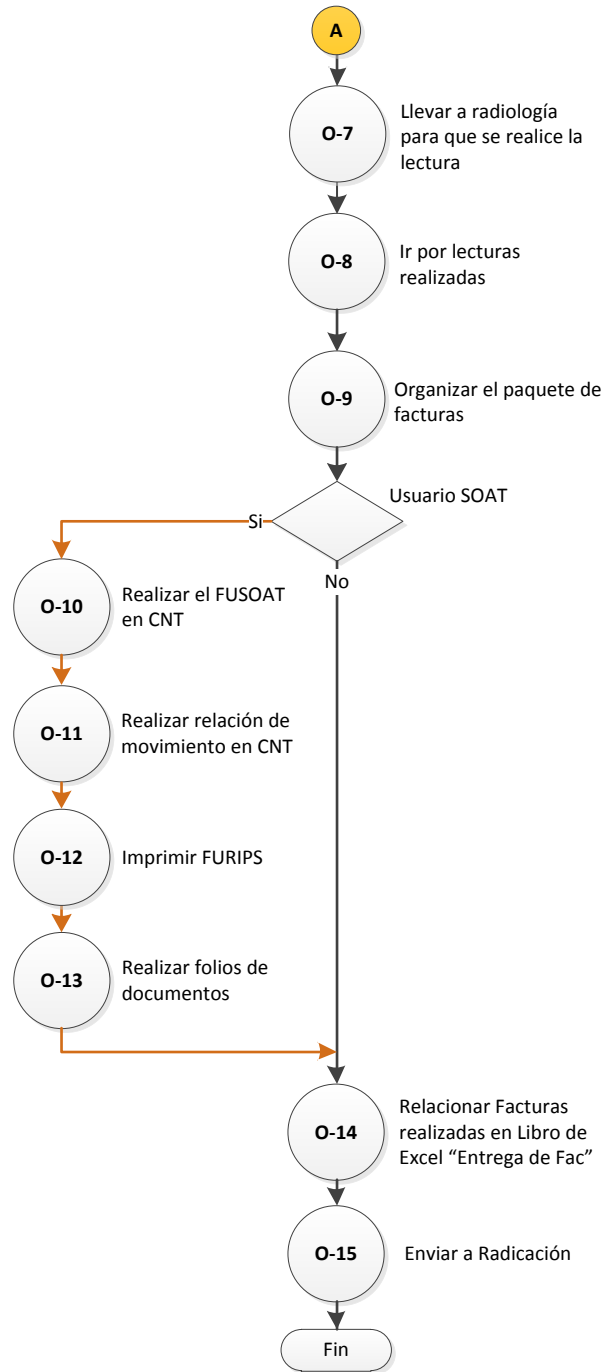 A
O-7
Llevar a radiología
para que se realice la
lectura
O-8
Ir por lecturas
realizadas
O-9
Organizar el paquete de
facturas
Usuario SOAT
Si
No
O-10
Realizar el FUSOAT
en CNT
O-11
Realizar relación de
movimiento en CNT
O-12
Imprimir FURIPS
O-13
Realizar folios de
documentos
O-14
Relacionar Facturas
realizadas en Libro de
Excel “Entrega de Fac”
O-15
Enviar a Radicación
Fin